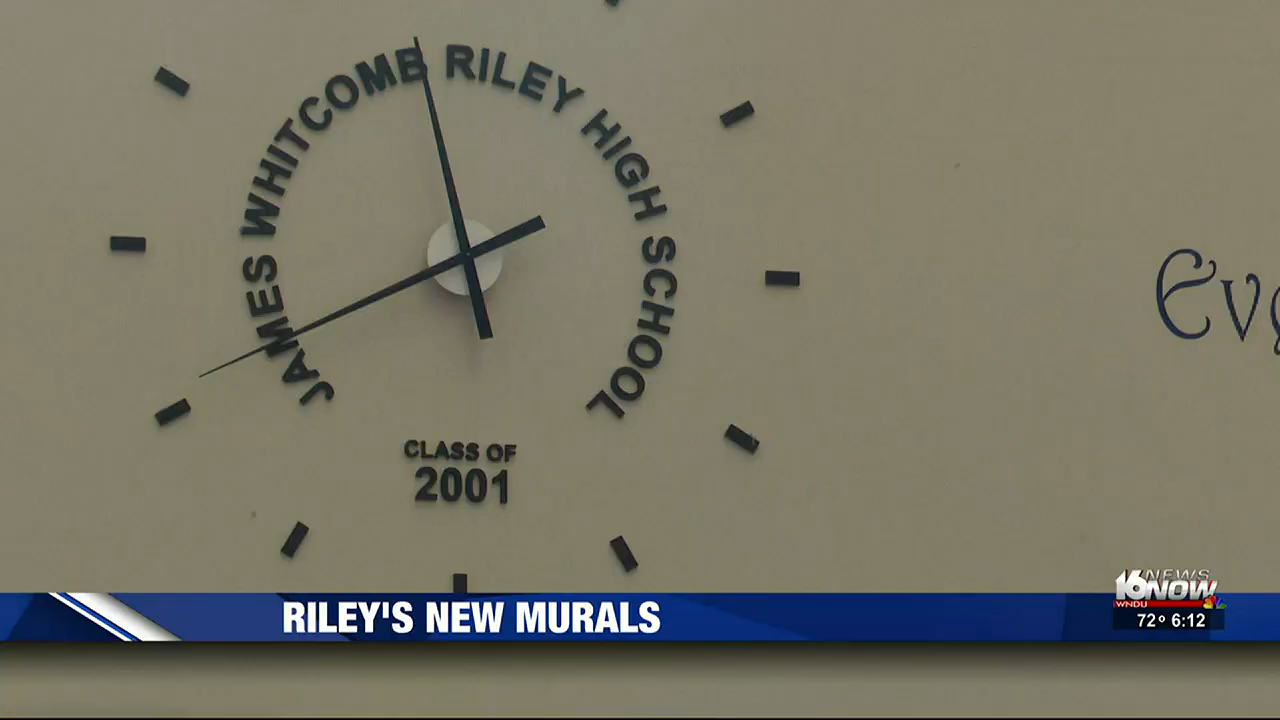 JAMES WHITCOMB RILEY HIGH SCHOOL
CLASS OF
2001
RILEY'S NEW MURALS
16 NEWS
NOW
WNDU
72° 6:12